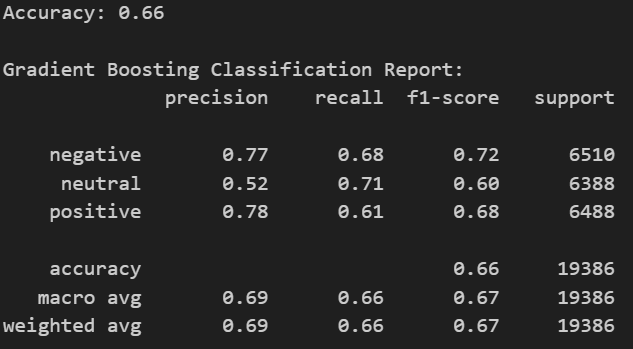 Accuracy: 0.66
Gradient Boosting Classification Report:
precision recall f1-score support
negative 0.77 0.68 0.72 6510
neutral 0.52 0.71 0.60 6388
positive 0.78 0.61 0.68 6488
accuracy 0.66 19386
macro avg 0.69 0.66 0.67 19386
weighted avg 0.69 0.66 0.67 19386